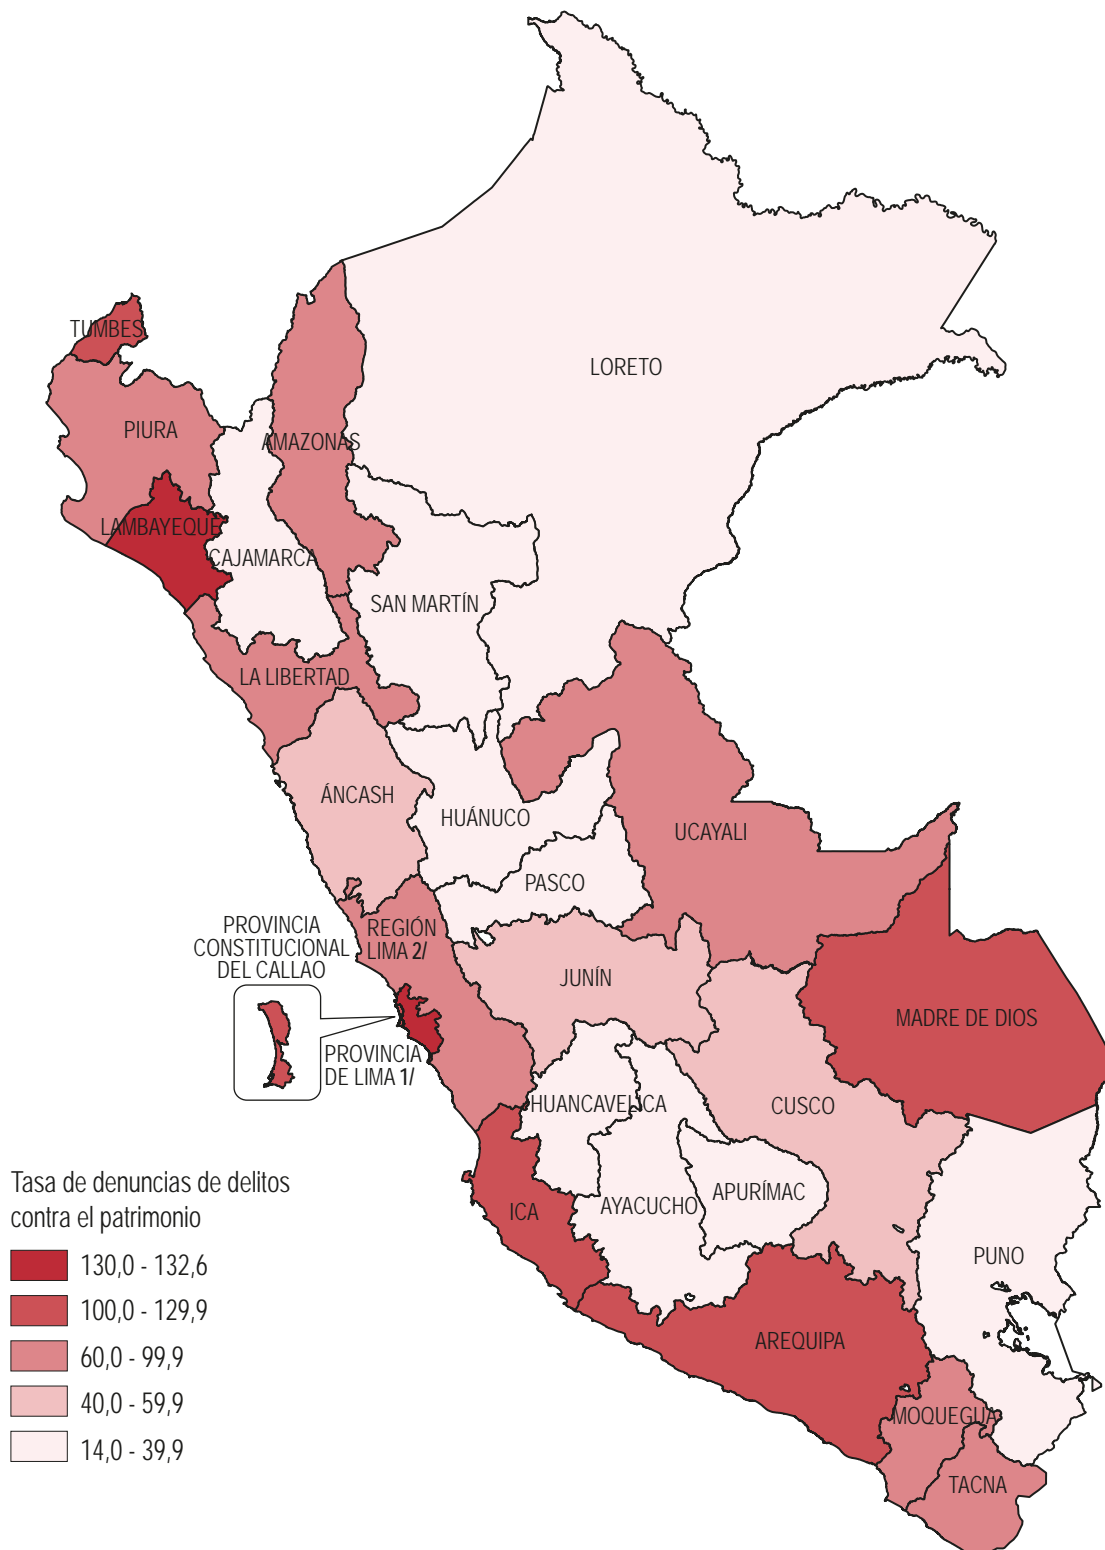 TUMBES
LORETO
PIURA
AMAZONAS
LAMBAYEQUE
CAJAMARCA
SAN MARTÍN
LA LIBERTAD
ÁNCASH
HUÁNUCO
UCAYALI
PASCO
PROVINCIA
CONSTITUCIONAL
DEL CALLAO
REGIÓN
LIMA 2/
JUNÍN
MADRE DE DIOS
PROVINCIA
DE LIMA 1/
HUANCAVELICA
CUSCO
AYACUCHO
APURÍMAC
ICA
PUNO
AREQUIPA
MOQUEGUA
TACNA
Tasa de denuncias de delitos
contra el patrimonio
130,0 - 132,6
100,0 - 129,9
60,0 - 99,9
40,0 - 59,9
14,0 - 39,9